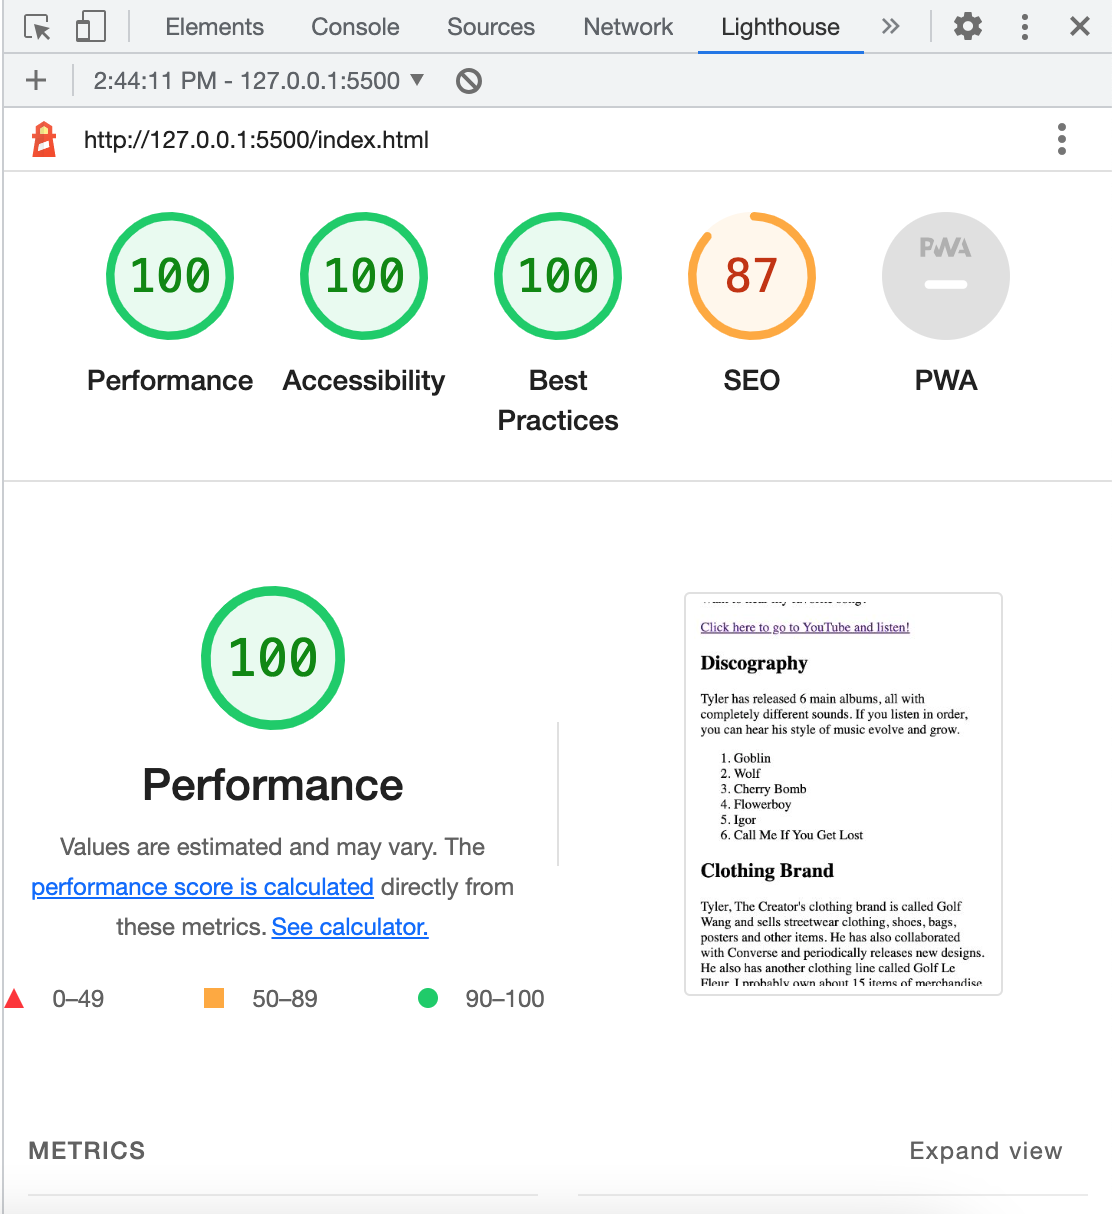 Elements Console Sources Network Lighthouse
2:44:11 PM - 127.0.0.1:5500
http://127.0.0.1:5500/index.html
100 100 100 87 PWA
Performance Accessibility Best Practices SEO PWA
100
Performance
Values are estimated and may vary. The
performance score is calculated directly from
these metrics. See calculator.
0–49 50–89 90–100
Click here to go to YouTube and listen!
Discography
Tyler has released 6 main albums, all with
completely different sounds. If you listen in order,
you can hear his style of music evolve and grow.
1. Goblin
2. Wolf
3. Cherry Bomb
4. Flowerboy
5. Igor
6. Call Me If You Get Lost
Clothing Brand
Tyler, The Creator's clothing brand is called Golf
Wang and sells streetwear clothing, shoes, bags,
posters and other items. He has also collaborated
with Converse and periodically releases new designs.
He also has another clothing line called Golf Le
Fleur. I probably own about 15 items of merchandise
METRICS
Expand view